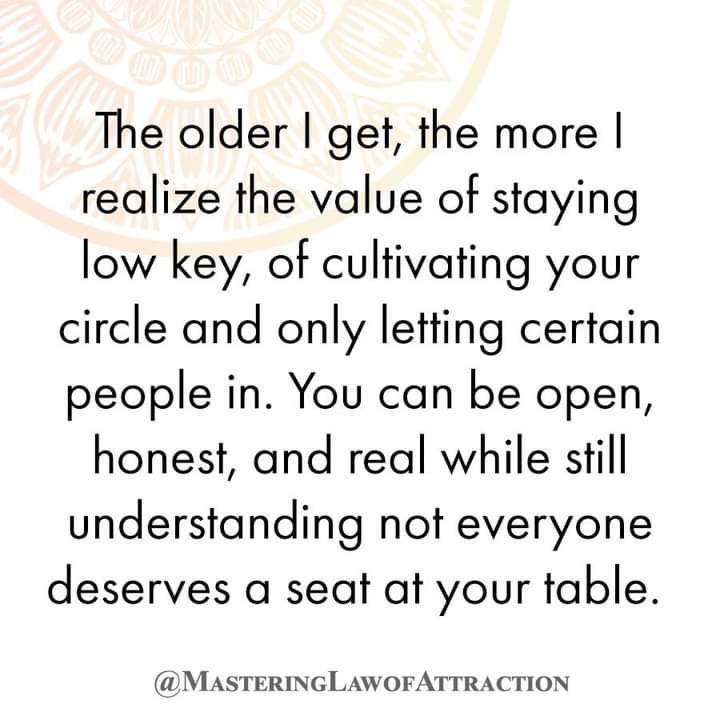 The older I get, the more I
realize the value of staying
low key, of cultivating your
circle and only letting certain
people in. You can be open,
honest, and real while still
understanding not everyone
deserves a seat at your table.
@MasteringLawofAttraction